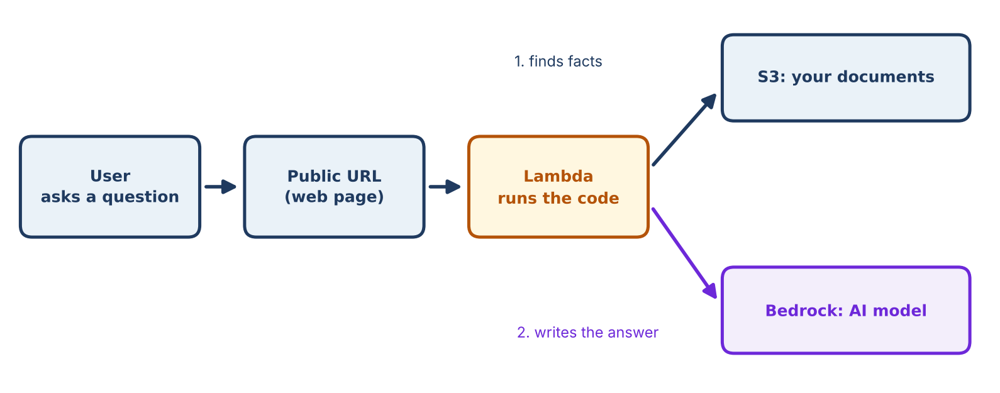 User
asks a question
Public URL
(web page)
Lambda
runs the code
1. finds facts
S3: your documents
2. writes the answer
Bedrock: AI model